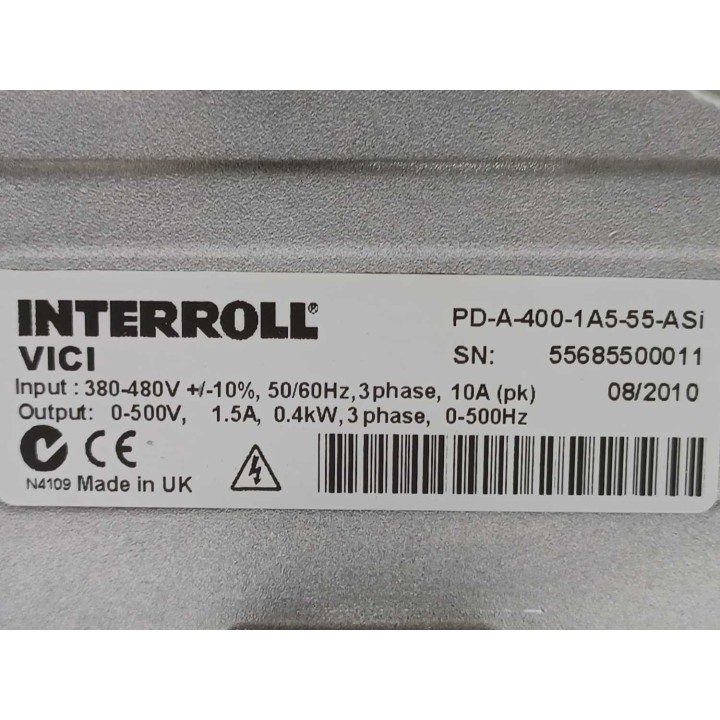 INTERROLL®
VICI
PD-A-400-1A5-55-ASi
SN: 55685500011
Input : 380-480V +/-10%, 50/60Hz, 3 phase, 10A (pk) 08/2010
Output: 0-500V, 1.5A, 0.4kW, 3 phase, 0-500Hz
CE
N4109 Made in UK